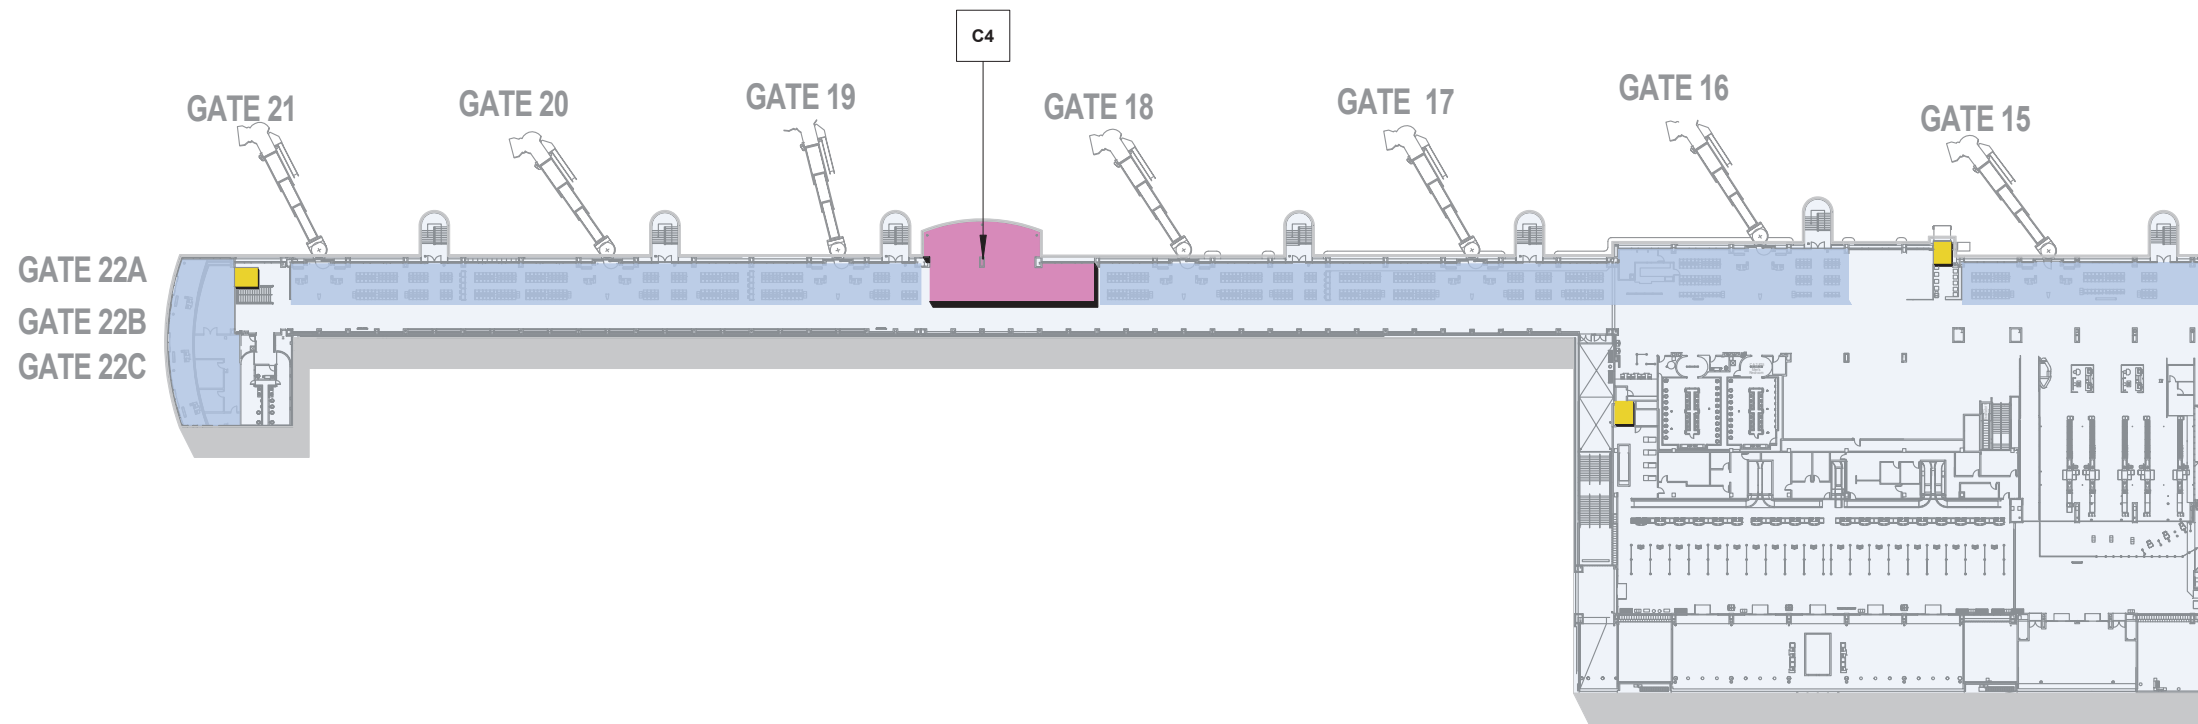 C4
GATE 21
GATE 20
GATE 19
GATE 18
GATE 17
GATE 16
GATE 15
GATE 22A
GATE 22B
GATE 22C